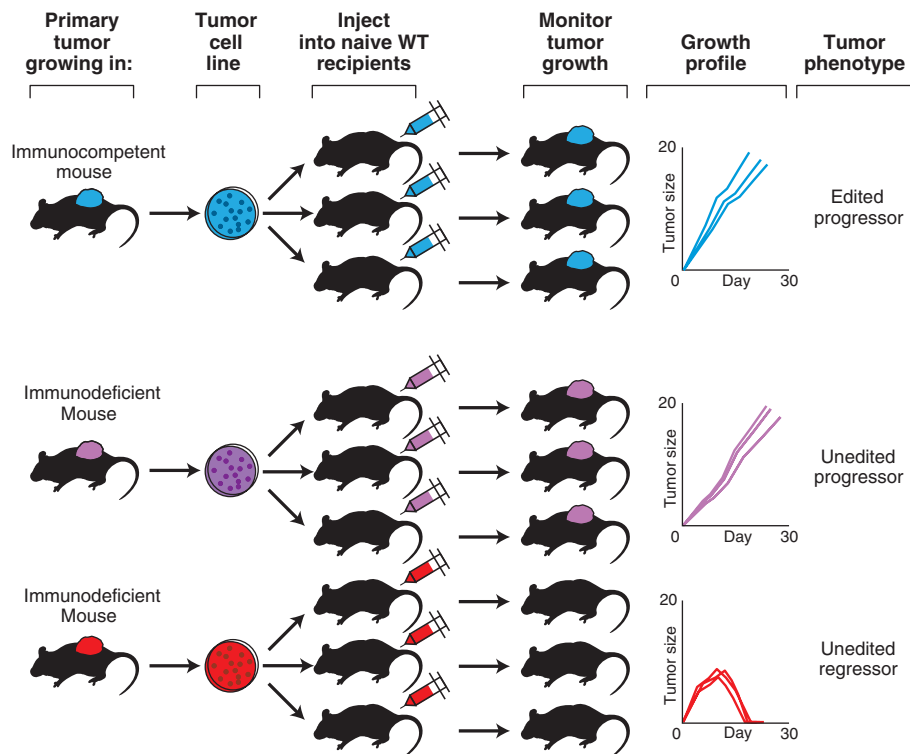 Primary
tumor
growing in:
Tumor
cell
line
Inject
into naive WT
recipients
Monitor
tumor
growth
Growth
profile
Tumor
phenotype
Immunocompetent
mouse
20
Tumor size
0
Day
30
Edited
progressor
Immunodeficient
Mouse
20
Tumor size
0
Day
30
Unedited
progressor
Immunodeficient
Mouse
20
Tumor size
0
Day
30
Unedited
regressor